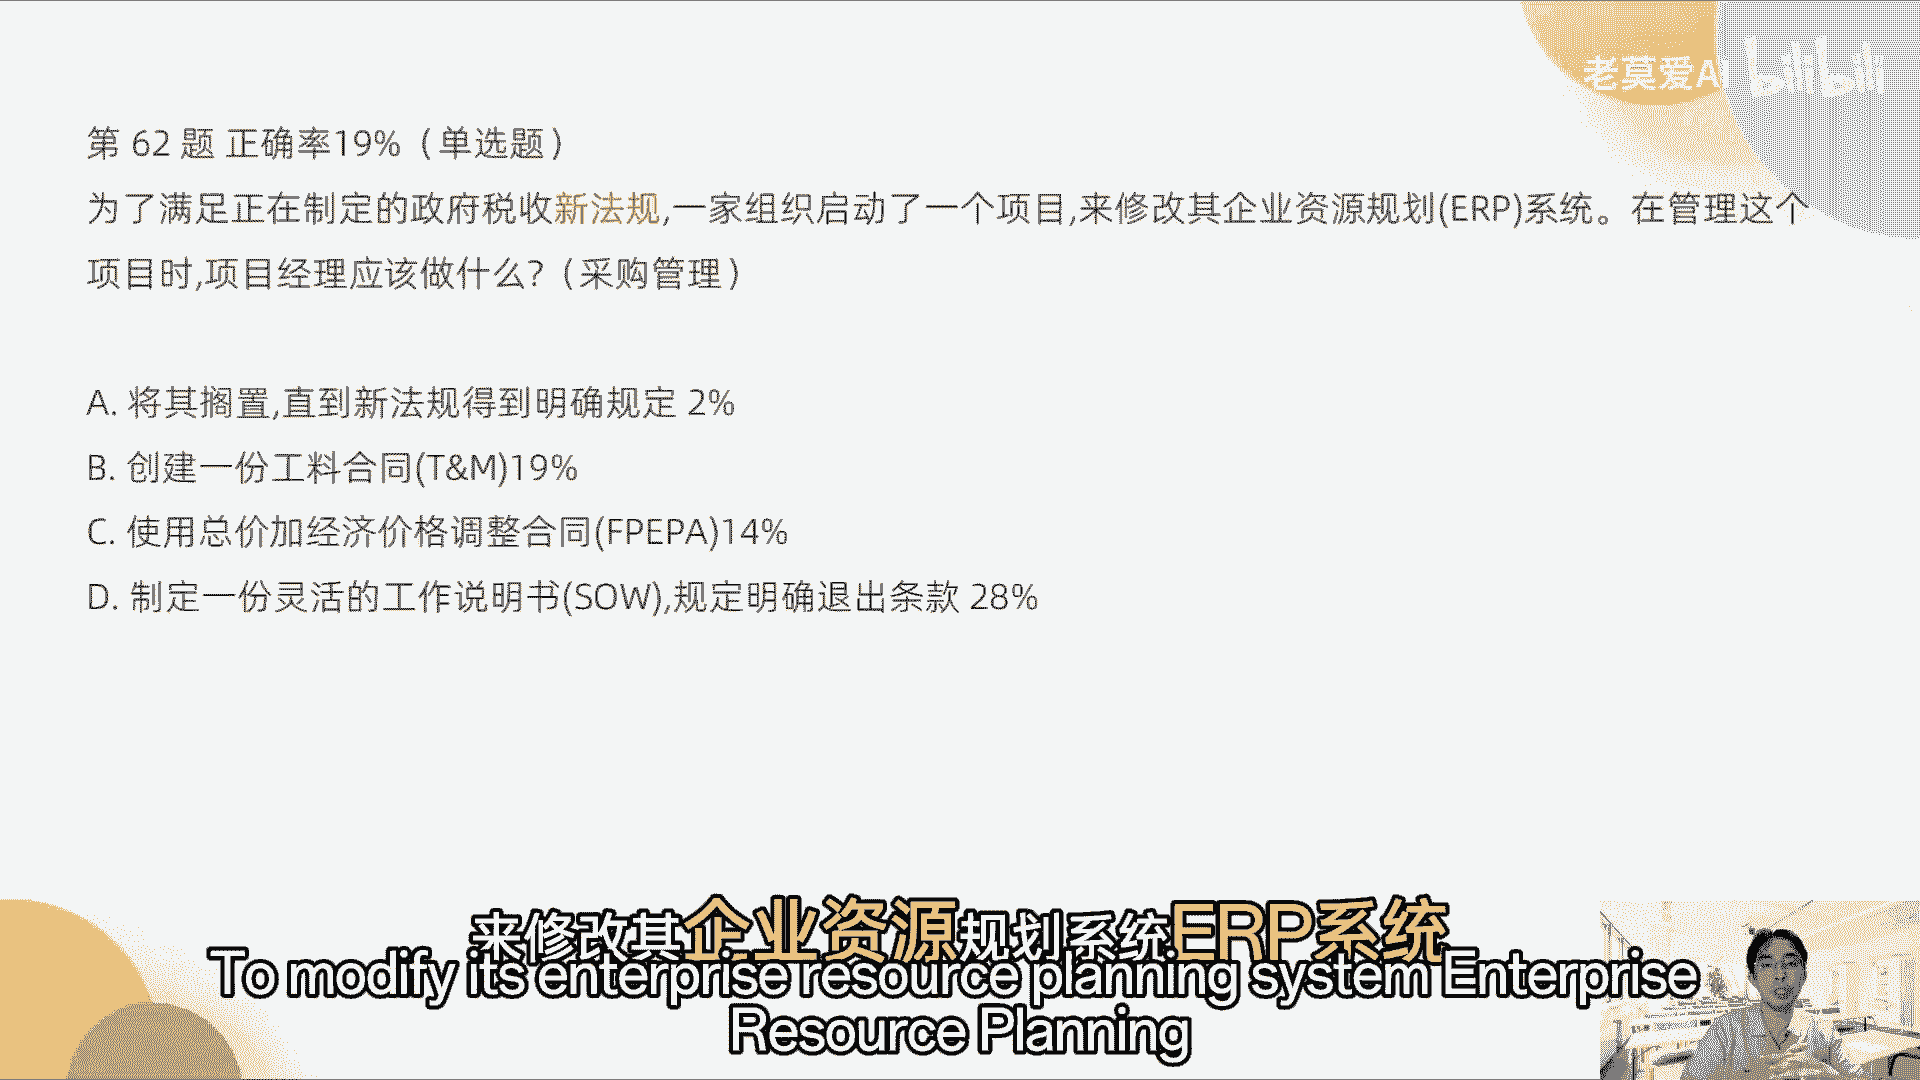 老莫爱AI bilibili
第 62 题 正确率19%（单选题）
为了满足正在制定的政府税收新法规,一家组织启动了一个项目,来修改其企业资源规划(ERP)系统。在管理这个
项目时,项目经理应该做什么?（采购管理）
A. 将其搁置,直到新法规得到明确规定 2%
B. 创建一份工料合同(T&M)19%
C. 使用总价加经济价格调整合同(FPEPA)14%
D. 制定一份灵活的工作说明书(SOW),规定明确退出条款 28%
来修改其企业资源规划系统ERP系统
To modify its enterprise resource planning system Enterprise
Resource Planning